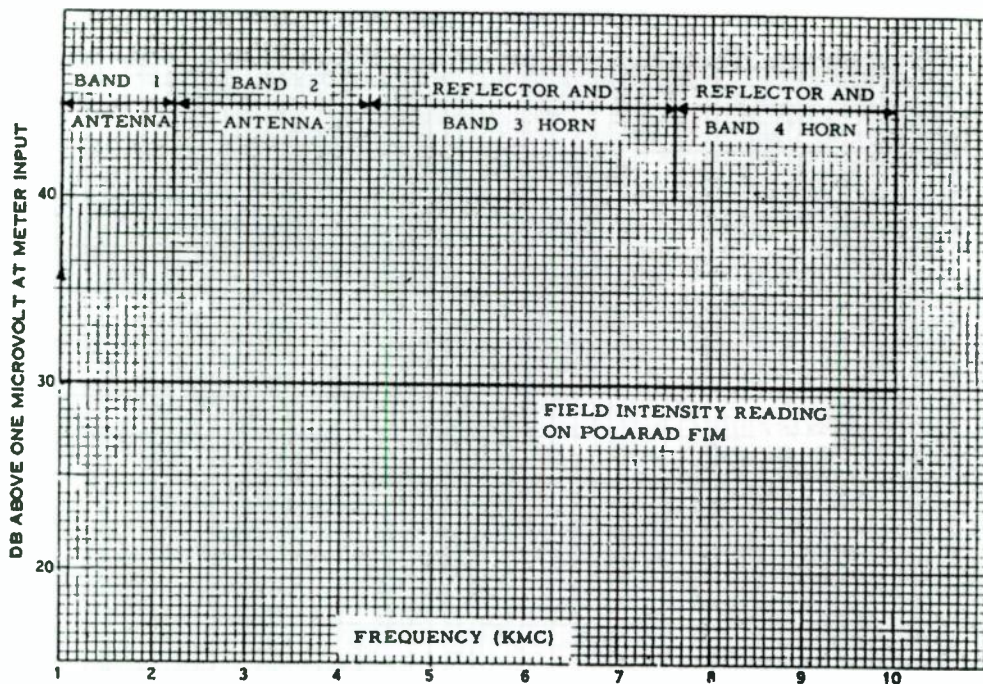 BAND 1
ANTENNA
BAND 2
ANTENNA
REFLECTOR AND
BAND 3 HORN
REFLECTOR AND
BAND 4 HORN
DB ABOVE ONE MICROVOLT AT METER INPUT
40
30
20
FIELD INTENSITY READING
ON POLARAD FIM
FREQUENCY (KMC)
1 2 3 4 5 6 7 8 9 10